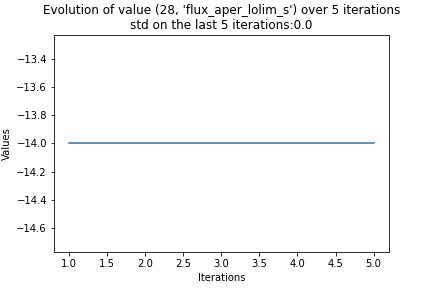 Evolution of value (28, 'flux_aper_lolim_s') over 5 iterations
std on the last 5 iterations:0.0
Values
−13.4
−13.6
−13.8
−14.0
−14.2
−14.4
−14.6
1.0 1.5 2.0 2.5 3.0 3.5 4.0 4.5 5.0
Iterations